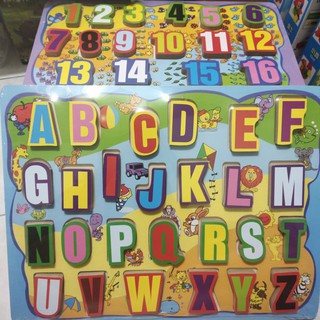 1 2 3 4 5 6
7 8 9 10 11 12
13 14 15 16
A B C D E F
G H I J K L M
N O P Q R S T
U V W X Y Z